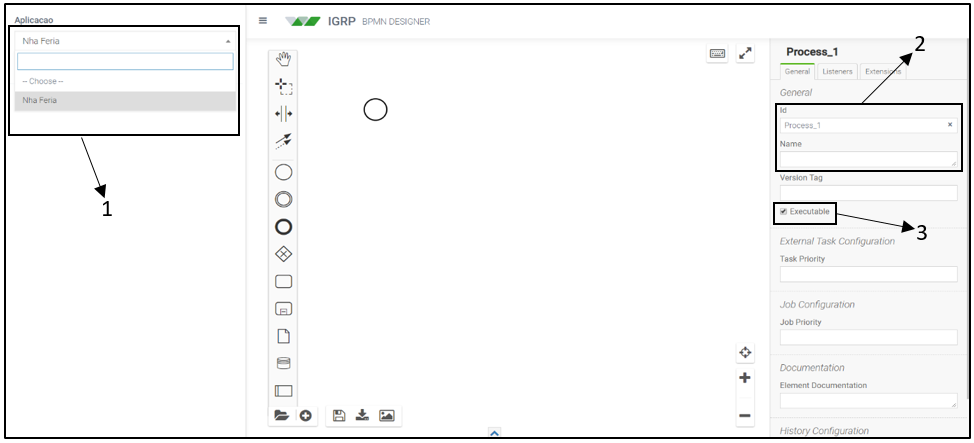 Aplicacao
Nha Feria
-- Choose --
Nha Feria
1
IGRP BPMN DESIGNER
Process_1
2
General Listeners Extensions
General
Id
Process_1 ×
Name
Version Tag
Executable
3
External Task Configuration
Task Priority
Job Configuration
Job Priority
Documentation
Element Documentation
History Configuration